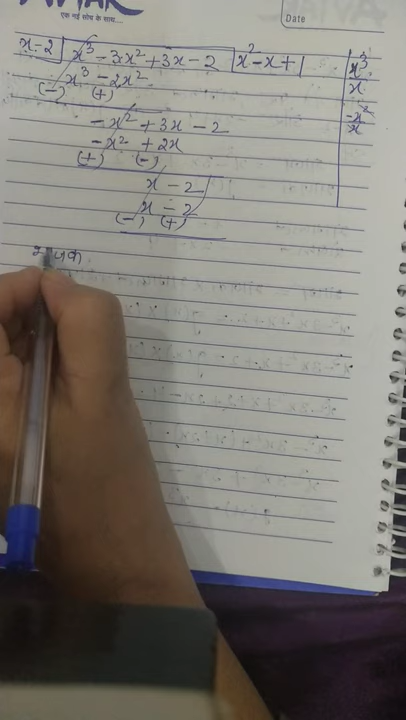 एक नई सोच के साथ....
Date
x-2 x³ - 3x² + 3x - 2 x² - x + 1
x³ - 2x²
(-) (+)
- x² + 3x - 2
- x² + 2x
(+) (-)
x - 2
x - 2
(-) (+)
x³
x
-x²
x